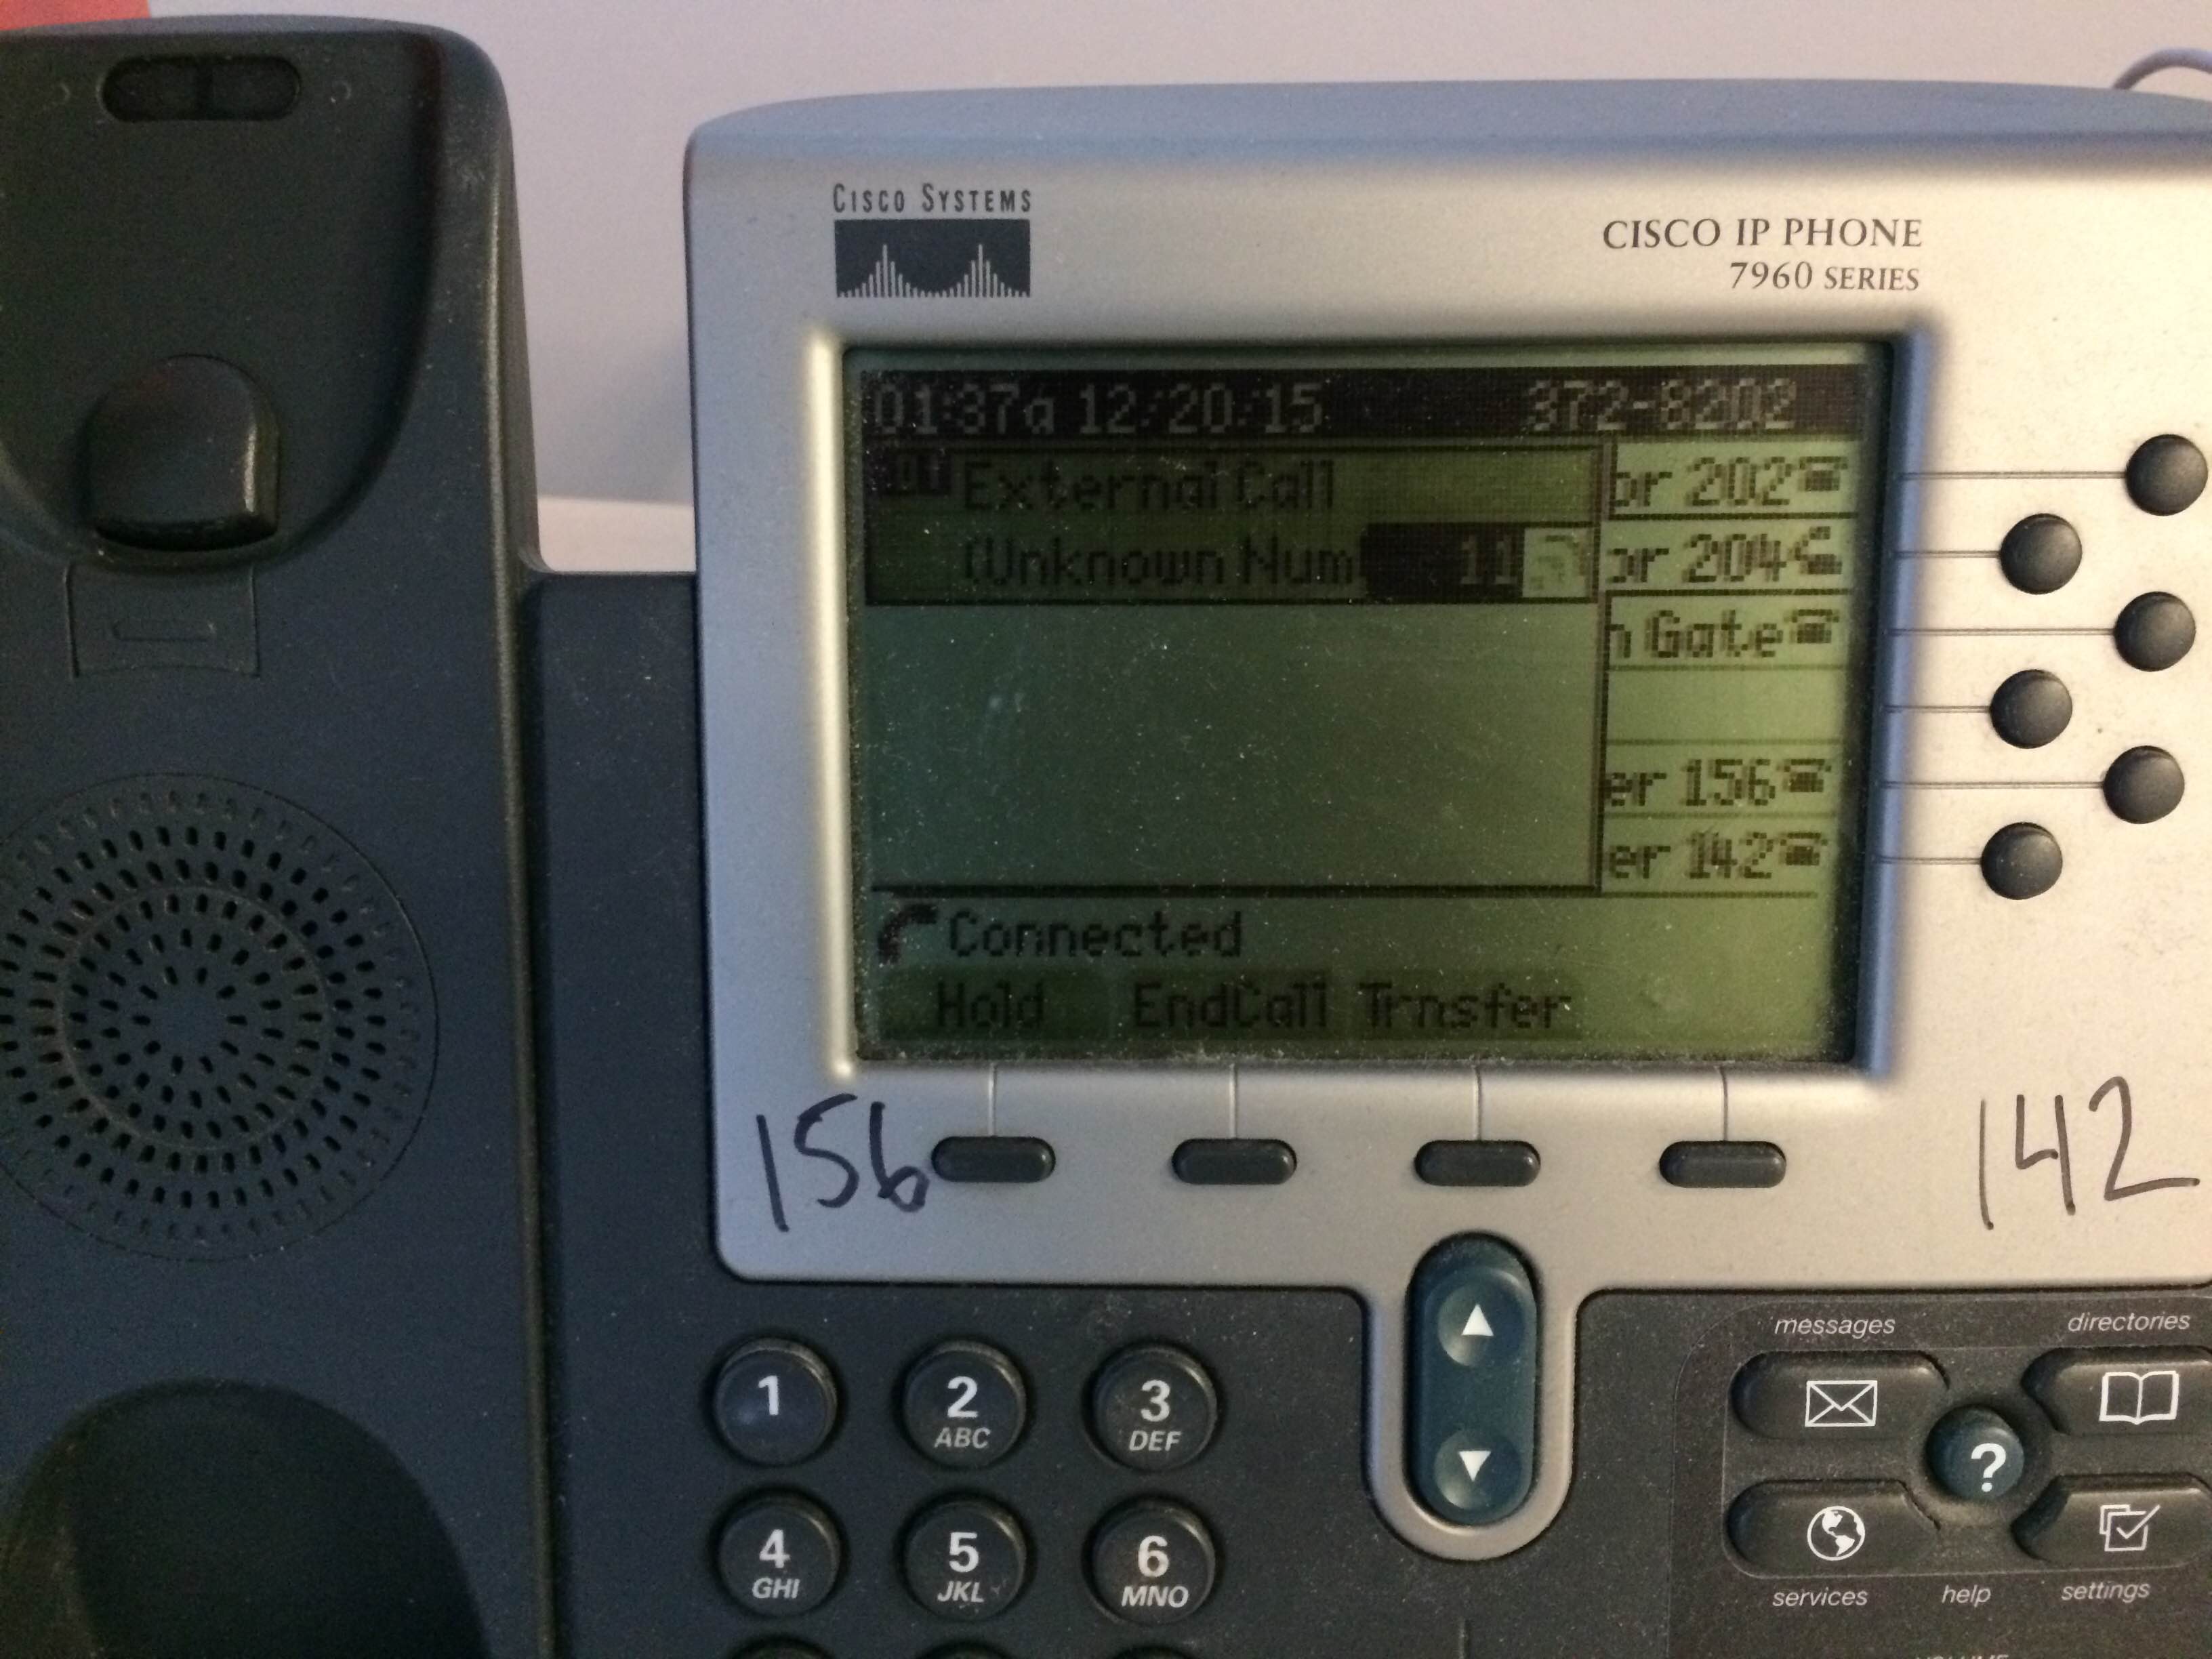 CISCO SYSTEMS
CISCO IP PHONE
7960 SERIES
01:37a 12/20/15 372-8202
External Call
or 202
(Unknown Num 11
or 204
n Gate
er 156
er 142
Connected
Hold EndCall Trnsfer
156
142
messages directories
1 2 ABC 3 DEF
?
4 GHI 5 JKL 6 MNO
services help settings